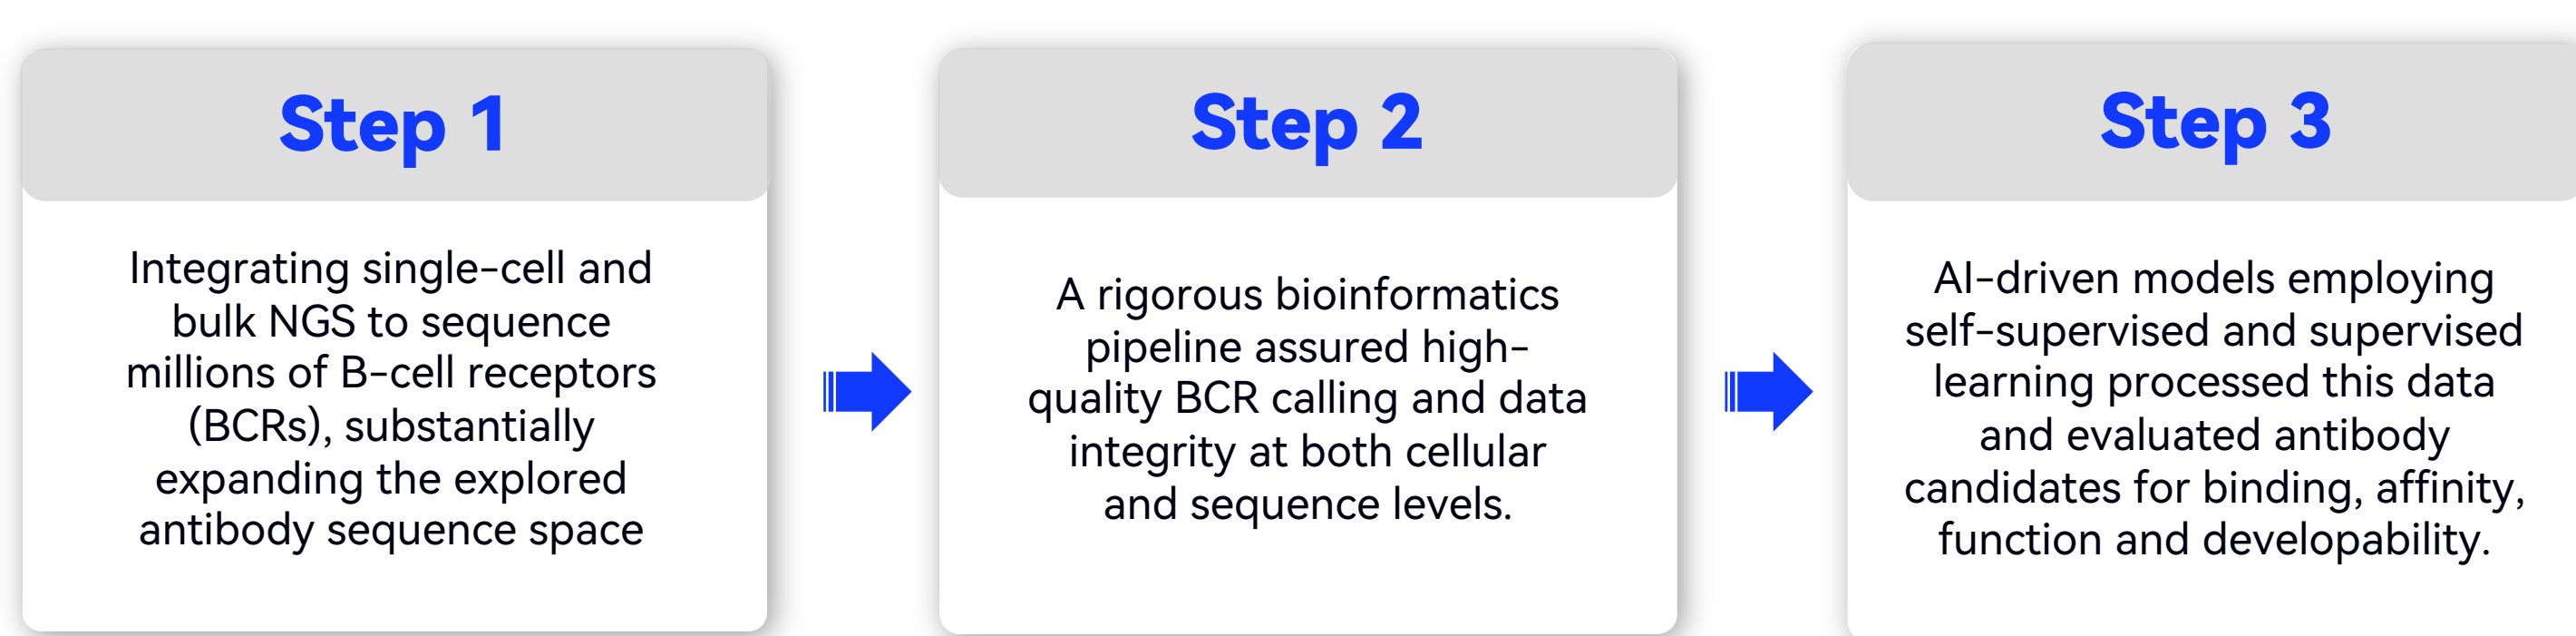 Step 1
Integrating single-cell and
bulk NGS to sequence
millions of B-cell receptors
(BCRs), substantially
expanding the explored
antibody sequence space
Step 2
A rigorous bioinformatics
pipeline assured high-
quality BCR calling and data
integrity at both cellular
and sequence levels.
Step 3
AI-driven models employing
self-supervised and supervised
learning processed this data
and evaluated antibody
candidates for binding, affinity,
function and developability.